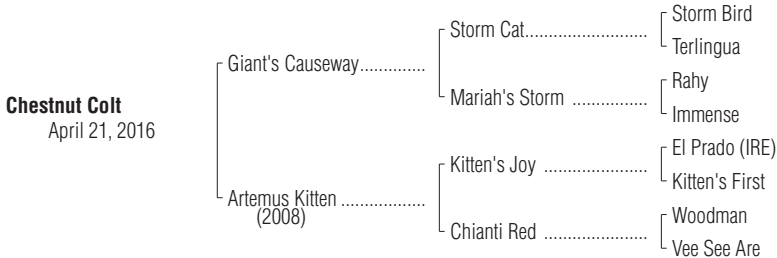 Storm Bird
Storm Cat..............................
Terlingua
Giant's Causeway..............
Rahy
Mariah's Storm ...................
Immense
Chestnut Colt
April 21, 2016
El Prado (IRE)
Kitten's Joy ..........................
Kitten's First
Artemus Kitten ..................
(2008)
Woodman
Chianti Red ..........................
Vee See Are